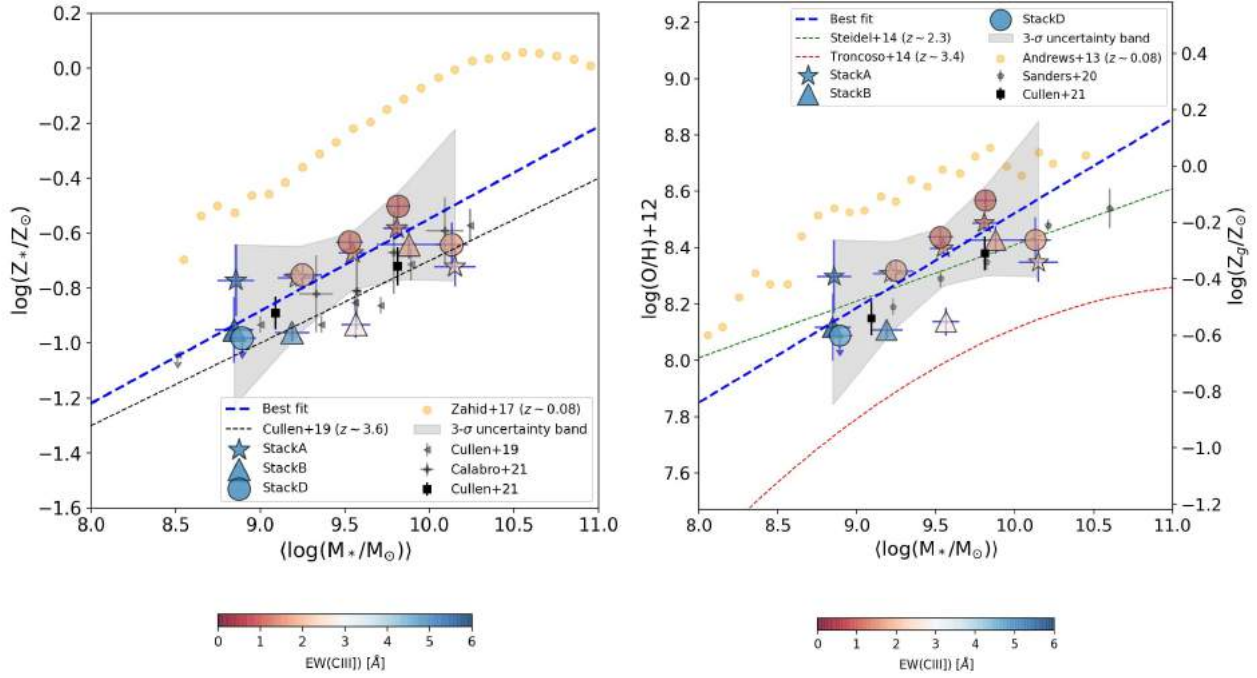 0.2
0.0
−0.2
−0.4
−0.6
−0.8
−1.0
−1.2
−1.4
−1.6
log(Z*/Z⊙)
8.0 8.5 9.0 9.5 10.0 10.5 11.0
⟨log(M*/M⊙)⟩
Best fit
Cullen+19 (z ~ 3.6)
StackA
StackB
StackD
Zahid+17 (z ~ 0.08)
3-σ uncertainty band
Cullen+19
Calabro+21
Cullen+21
0 1 2 3 4 5 6
EW(CIII]) [Å]
9.2
9.0
8.8
8.6
8.4
8.2
8.0
7.8
7.6
log(O/H)+12
8.0 8.5 9.0 9.5 10.0 10.5 11.0
⟨log(M*/M⊙)⟩
Best fit
Steidel+14 (z ~ 2.3)
Troncoso+14 (z ~ 3.4)
StackA
StackB
StackD
3-σ uncertainty band
Andrews+13 (z ~ 0.08)
Sanders+20
Cullen+21
0.4
0.2
0.0
−0.2
−0.4
−0.6
−0.8
−1.0
−1.2
log(Zg/Z⊙)
0 1 2 3 4 5 6
EW(CIII]) [Å]